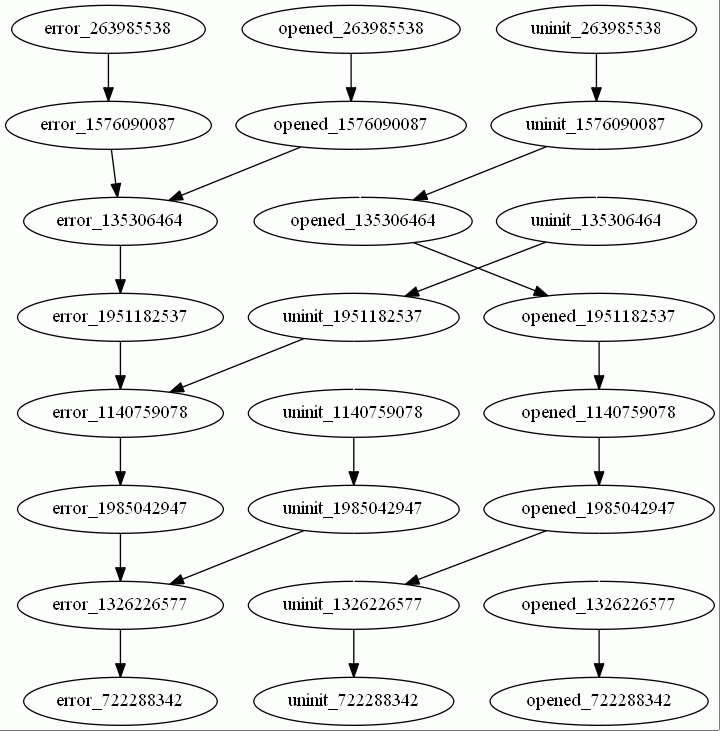 error_263985538
opened_263985538
uninit_263985538
error_1576090087
opened_1576090087
uninit_1576090087
error_135306464
opened_135306464
uninit_135306464
error_1951182537
uninit_1951182537
opened_1951182537
error_1140759078
uninit_1140759078
opened_1140759078
error_1985042947
uninit_1985042947
opened_1985042947
error_1326226577
uninit_1326226577
opened_1326226577
error_722288342
uninit_722288342
opened_722288342